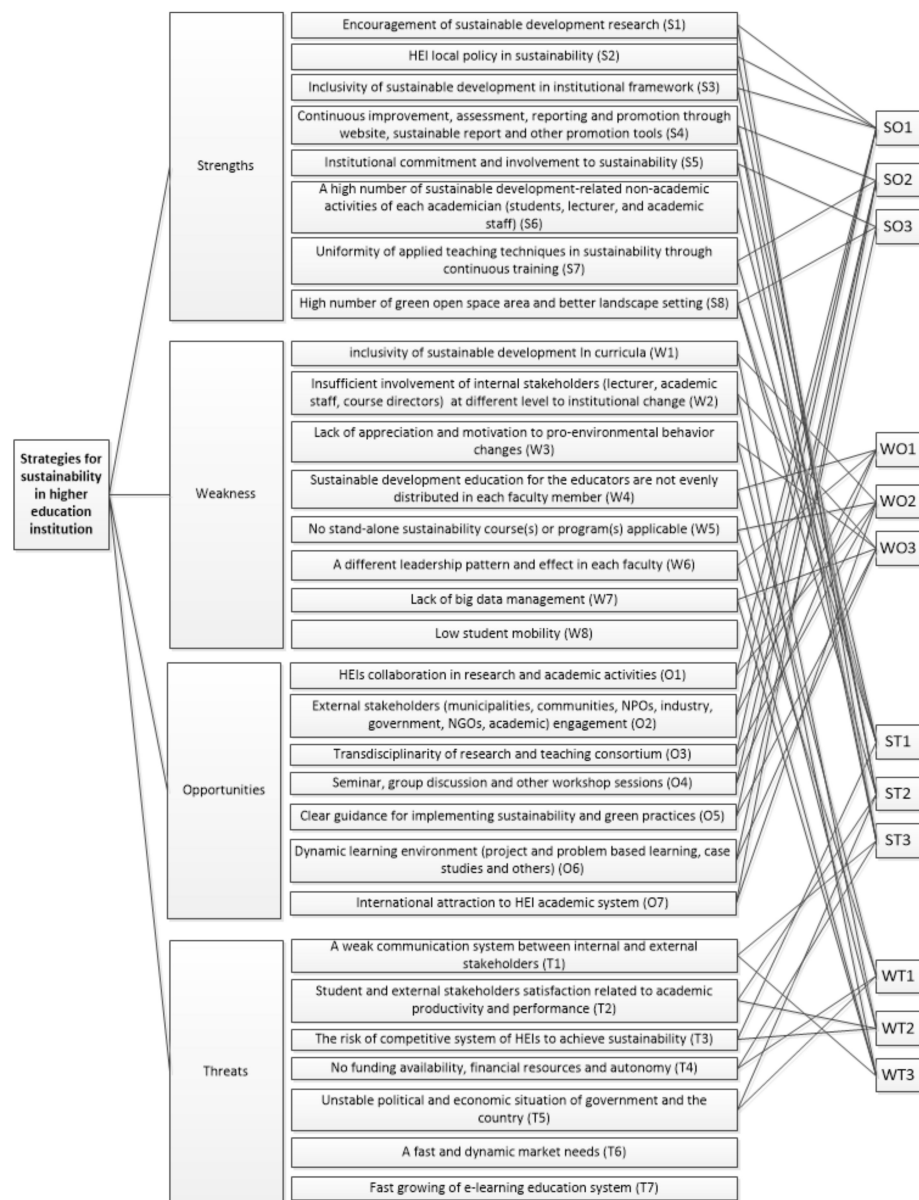 Strategies for
sustainability
in higher
education
institution
Strengths
Encouragement of sustainable development research (S1)
HEI local policy in sustainability (S2)
Inclusivity of sustainable development in institutional framework (S3)
Continuous improvement, assessment, reporting and promotion through
website, sustainable report and other promotion tools (S4)
Institutional commitment and involvement to sustainability (S5)
A high number of sustainable development-related non-academic
activities of each academician (students, lecturer, and academic
staff) (S6)
Uniformity of applied teaching techniques in sustainability through
continuous training (S7)
High number of green open space area and better landscape setting (S8)
Weakness
inclusivity of sustainable development In curricula (W1)
Insufficient involvement of internal stakeholders (lecturer, academic
staff, course directors) at different level to institutional change (W2)
Lack of appreciation and motivation to pro-environmental behavior
changes (W3)
Sustainable development education for the educators are not evenly
distributed in each faculty member (W4)
No stand-alone sustainability course(s) or program(s) applicable (W5)
A different leadership pattern and effect in each faculty (W6)
Lack of big data management (W7)
Low student mobility (W8)
Opportunities
HEIs collaboration in research and academic activities (O1)
External stakeholders (municipalities, communities, NPOs, industry,
government, NGOs, academic) engagement (O2)
Transdisciplinarity of research and teaching consortium (O3)
Seminar, group discussion and other workshop sessions (O4)
Clear guidance for implementing sustainability and green practices (O5)
Dynamic learning environment (project and problem based learning, case
studies and others) (O6)
International attraction to HEI academic system (O7)
Threats
A weak communication system between internal and external
stakeholders (T1)
Student and external stakeholders satisfaction related to academic
productivity and performance (T2)
The risk of competitive system of HEIs to achieve sustainability (T3)
No funding availability, financial resources and autonomy (T4)
Unstable political and economic situation of government and the
country (T5)
A fast and dynamic market needs (T6)
Fast growing of e-learning education system (T7)
SO1
SO2
SO3
WO1
WO2
WO3
ST1
ST2
ST3
WT1
WT2
WT3